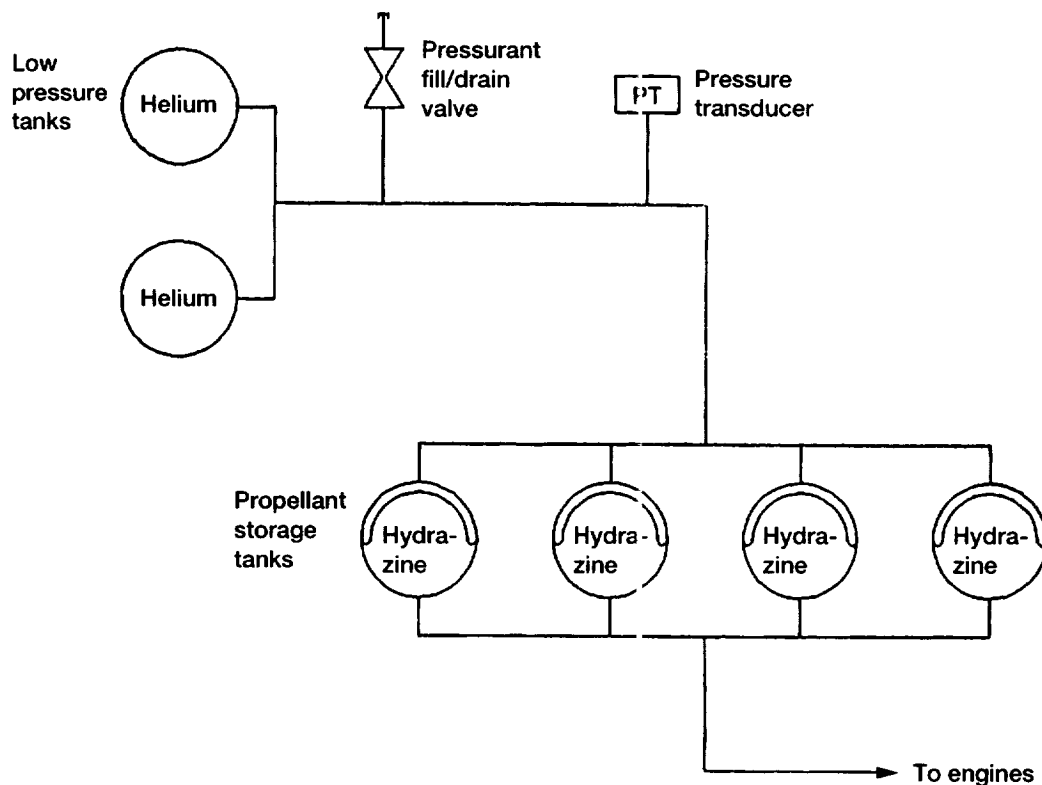 Low
pressure
tanks
Helium
Pressurant
fill/drain
valve
PT
Pressure
transducer
Helium
Propellant
storage
tanks
Hydra-
zine
Hydra-
zine
Hydra-
zine
Hydra-
zine
To engines